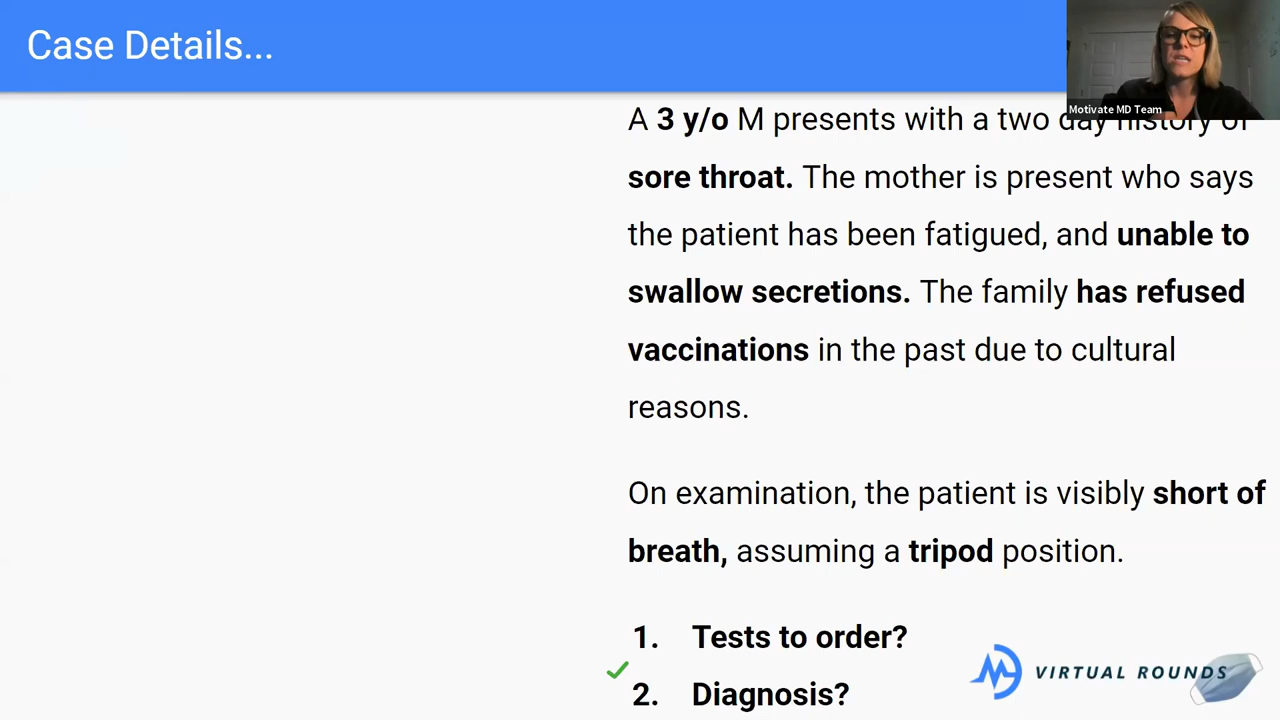 Case Details...
Motivate MD Team
A 3 y/o M presents with a two day history of
sore throat. The mother is present who says
the patient has been fatigued, and unable to
swallow secretions. The family has refused
vaccinations in the past due to cultural
reasons.
On examination, the patient is visibly short of
breath, assuming a tripod position.
1. Tests to order?
2. Diagnosis?
VIRTUAL ROUNDS